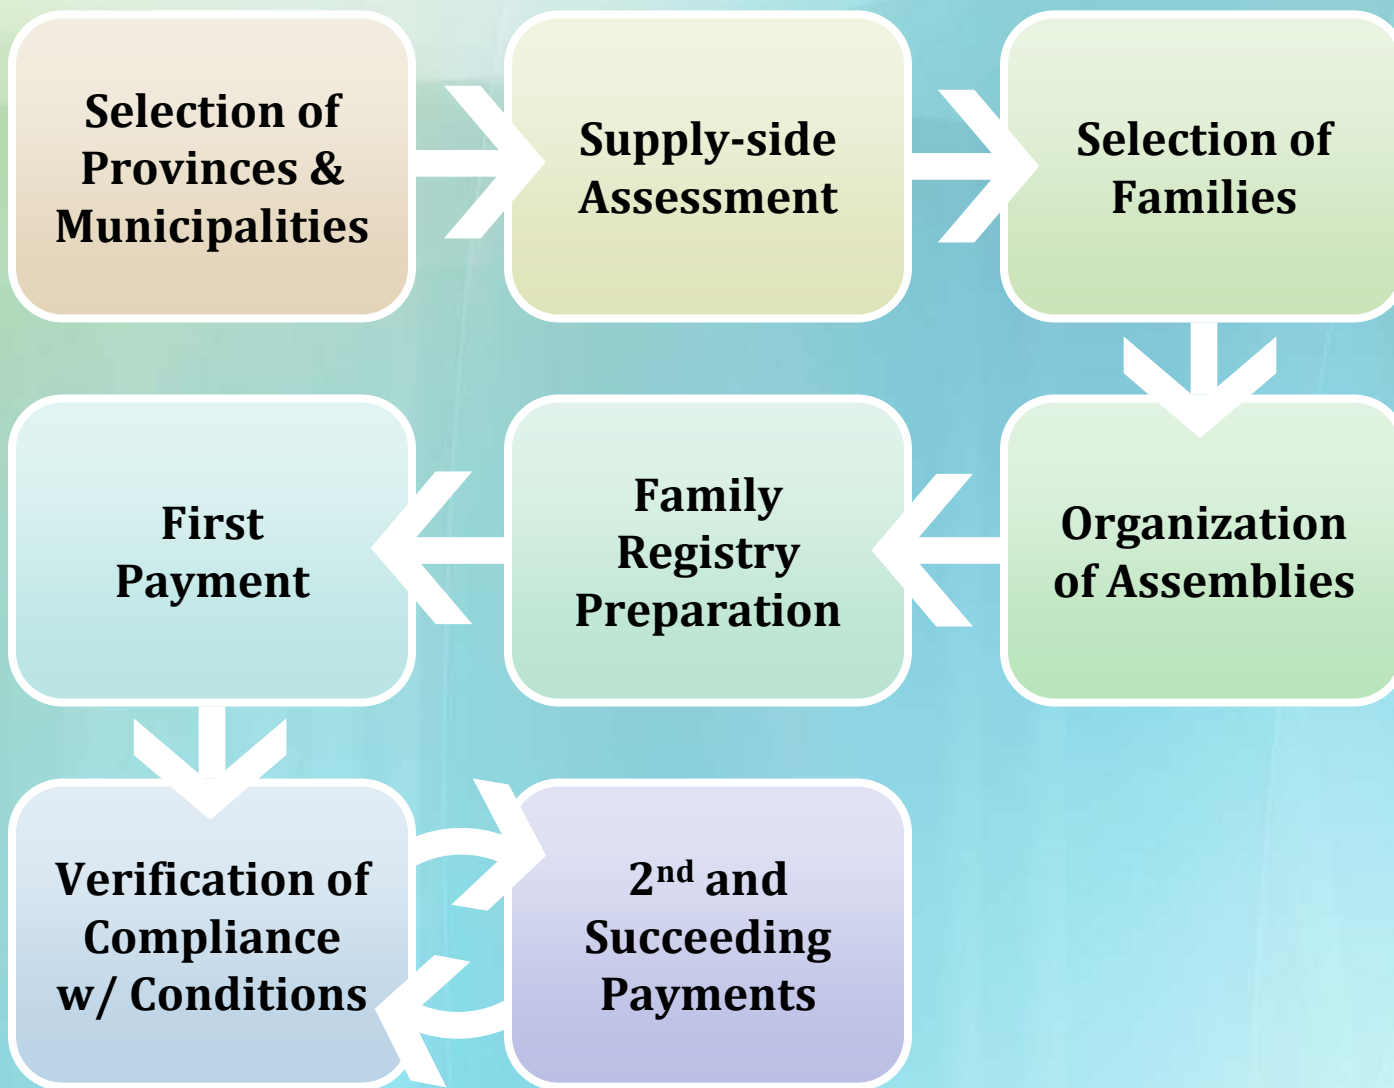 Selection of
Provinces &
Municipalities
Supply-side
Assessment
Selection of
Families
First
Payment
Family
Registry
Preparation
Organization
of Assemblies
Verification of
Compliance
w/ Conditions
2nd and
Succeeding
Payments